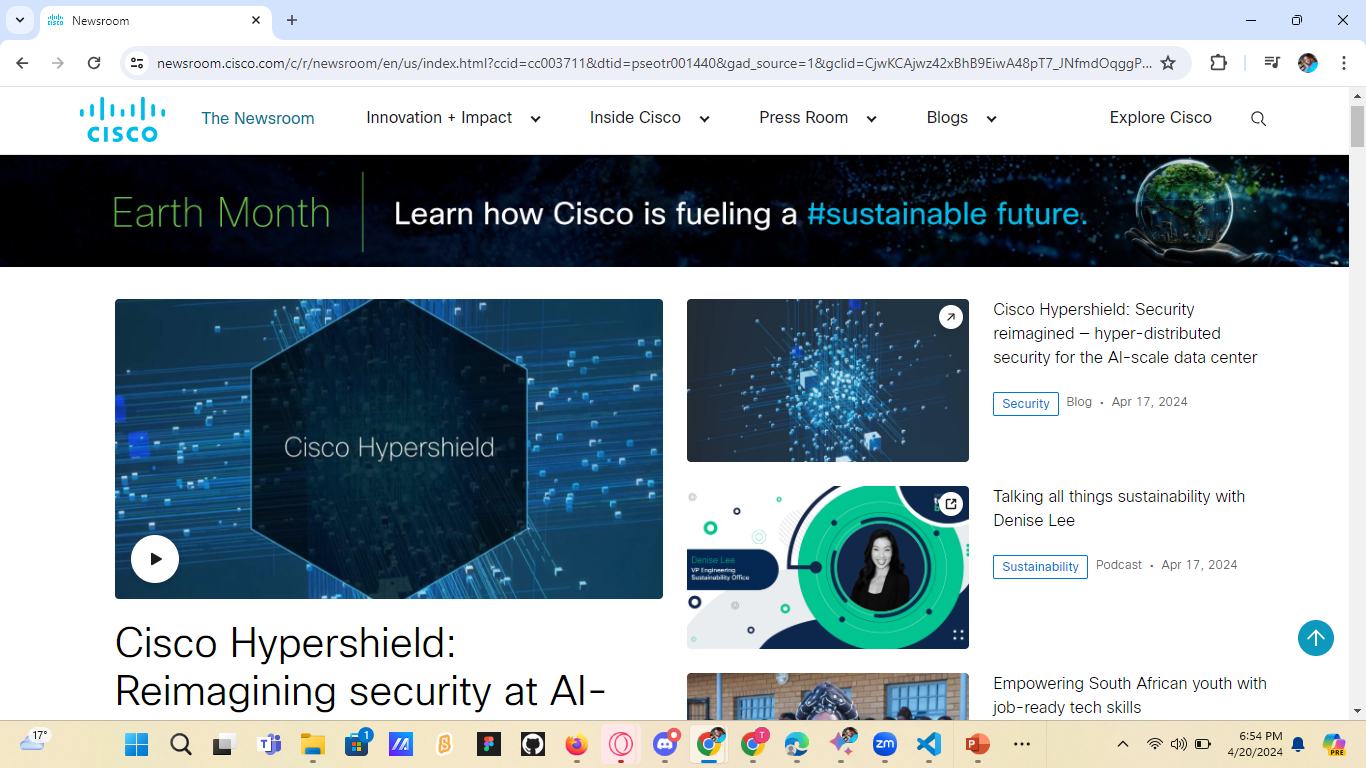 Newsroom
newsroom.cisco.com/c/r/newsroom/en/us/index.html?ccid=cc003711&dtid=pseotr001440&gad_source=1&gclid=CjwKCAjwz42xBhB9EiwA48pT7_JNfmdOqggP...
CISCO
The Newsroom
Innovation + Impact
Inside Cisco
Press Room
Blogs
Explore Cisco
Earth Month
Learn how Cisco is fueling a #sustainable future.
Cisco Hypershield
Cisco Hypershield:
Reimagining security at AI-
Cisco Hypershield: Security
reimagined – hyper-distributed
security for the AI-scale data center
Security Blog • Apr 17, 2024
Denise Lee
VP Engineering
Sustainability Office
Talking all things sustainability with
Denise Lee
Sustainability Podcast • Apr 17, 2024
Empowering South African youth with
job-ready tech skills
17°
1
T
zm
PRE
6:54 PM
4/20/2024